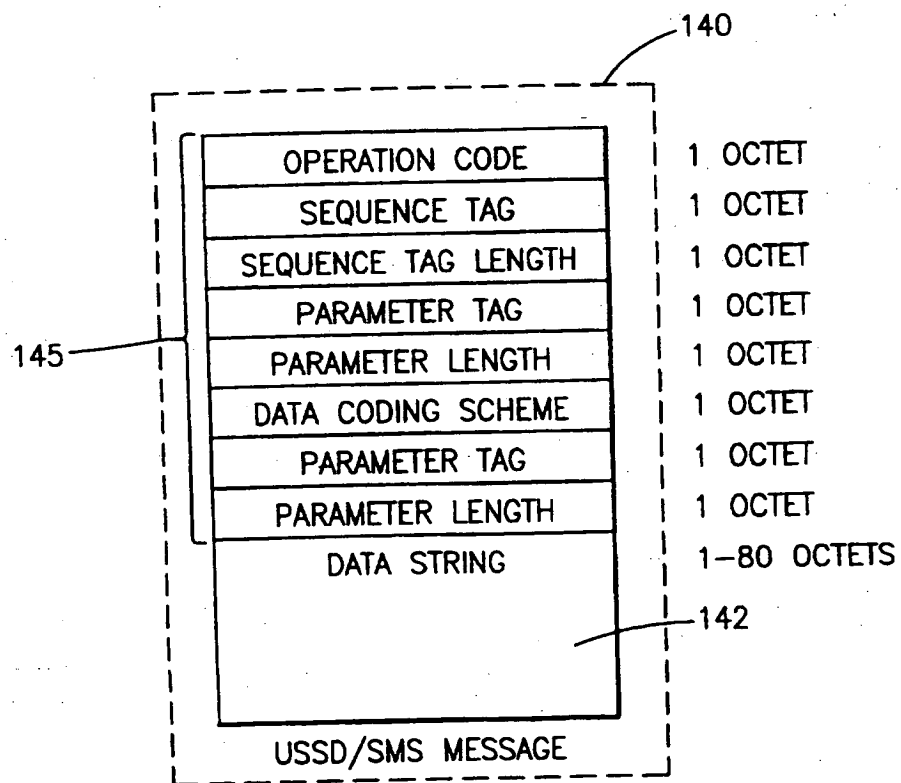 140
OPERATION CODE 1 OCTET
SEQUENCE TAG 1 OCTET
SEQUENCE TAG LENGTH 1 OCTET
PARAMETER TAG 1 OCTET
145 PARAMETER LENGTH 1 OCTET
DATA CODING SCHEME 1 OCTET
PARAMETER TAG 1 OCTET
PARAMETER LENGTH 1 OCTET
DATA STRING 1-80 OCTETS
142
USSD/SMS MESSAGE